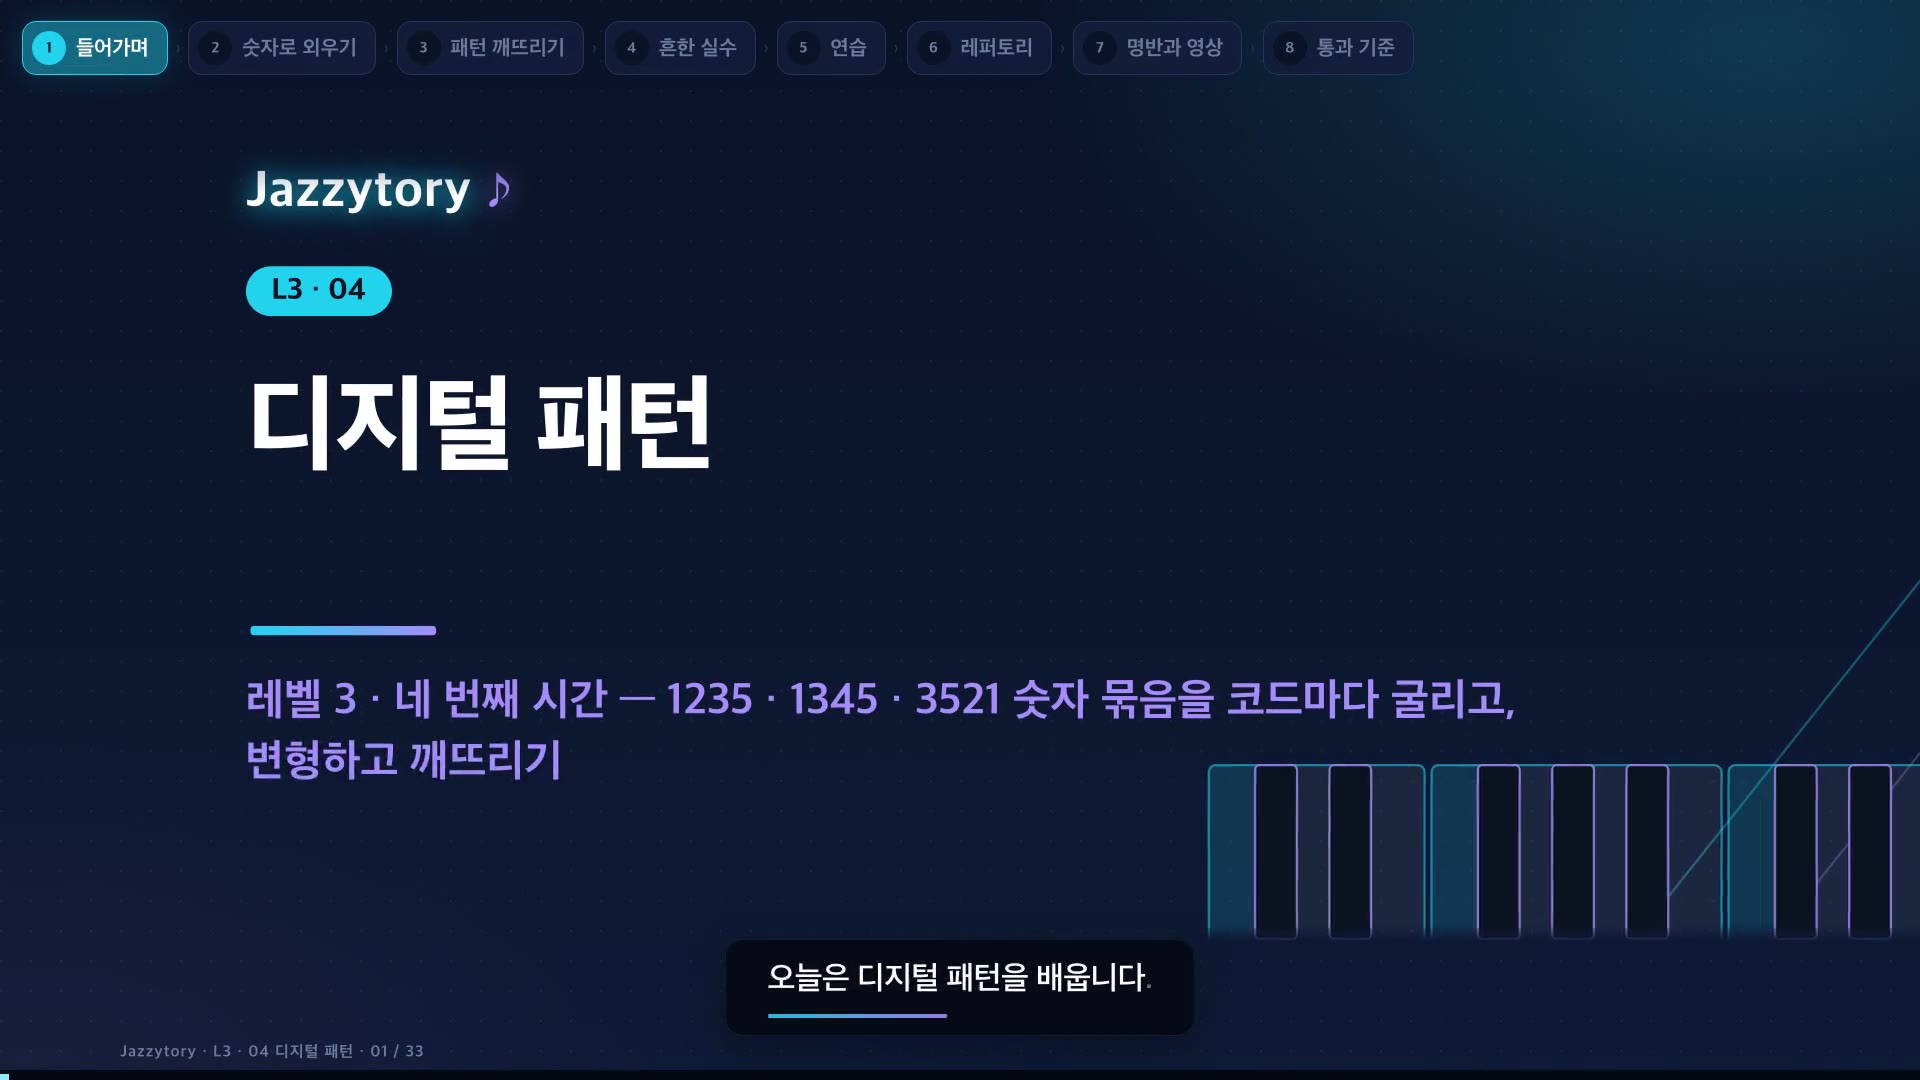 1 들어가며 › 2 숫자로 외우기 › 3 패턴 깨뜨리기 › 4 흔한 실수 › 5 연습 › 6 레퍼토리 › 7 명반과 영상 › 8 통과 기준
Jazzytory ♪
L3 · 04
디지털 패턴
레벨 3 · 네 번째 시간 — 1235 · 1345 · 3521 숫자 묶음을 코드마다 굴리고,
변형하고 깨뜨리기
오늘은 디지털 패턴을 배웁니다.
Jazzytory · L3 · 04 디지털 패턴 · 01 / 33